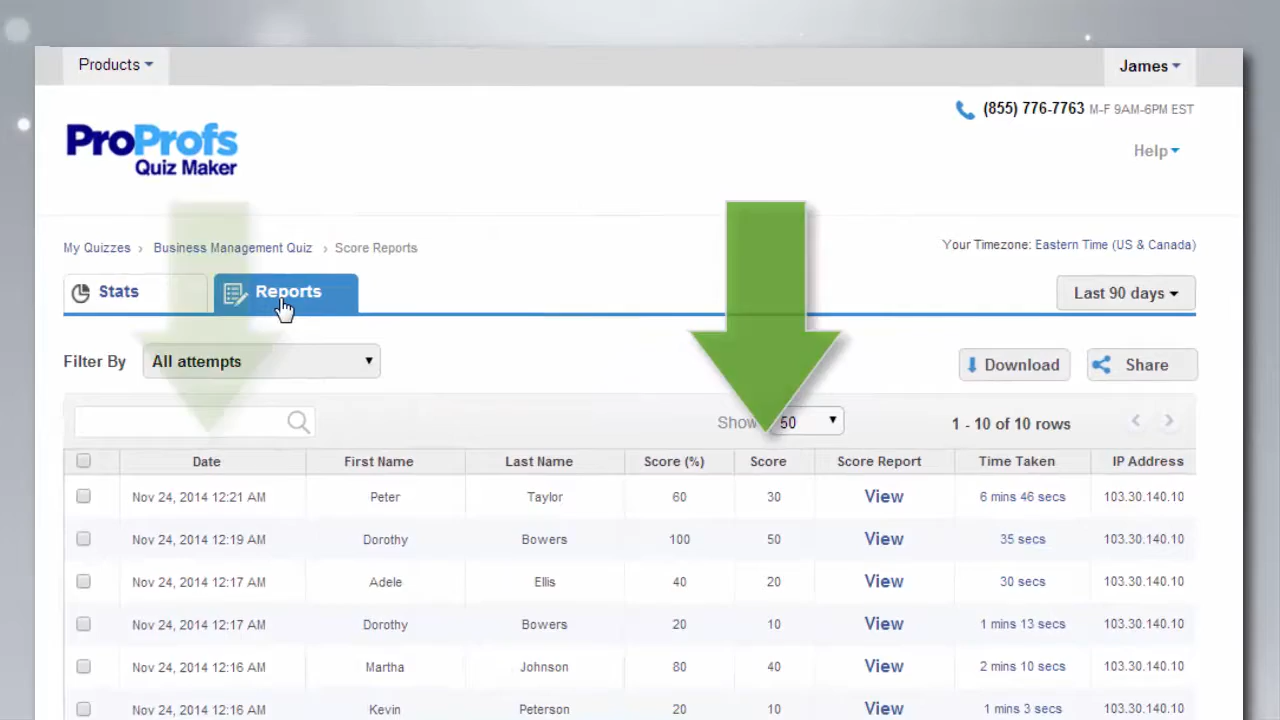 Products
James
(855) 776-7763 M-F 9AM-6PM EST
ProProfs
Quiz Maker
Help
My Quizzes › Business Management Quiz › Score Reports
Your Timezone: Eastern Time (US & Canada)
Stats
Reports
Last 90 days
Filter By All attempts
Download
Share
Show 50
1 - 10 of 10 rows
Date First Name Last Name Score (%) Score Score Report Time Taken IP Address
Nov 24, 2014 12:21 AM Peter Taylor 60 30 View 6 mins 46 secs 103.30.140.10
Nov 24, 2014 12:19 AM Dorothy Bowers 100 50 View 35 secs 103.30.140.10
Nov 24, 2014 12:17 AM Adele Ellis 40 20 View 30 secs 103.30.140.10
Nov 24, 2014 12:17 AM Dorothy Bowers 20 10 View 1 mins 13 secs 103.30.140.10
Nov 24, 2014 12:16 AM Martha Johnson 80 40 View 2 mins 10 secs 103.30.140.10
Nov 24, 2014 12:16 AM Kevin Peterson 20 10 View 1 mins 3 secs 103.30.140.10